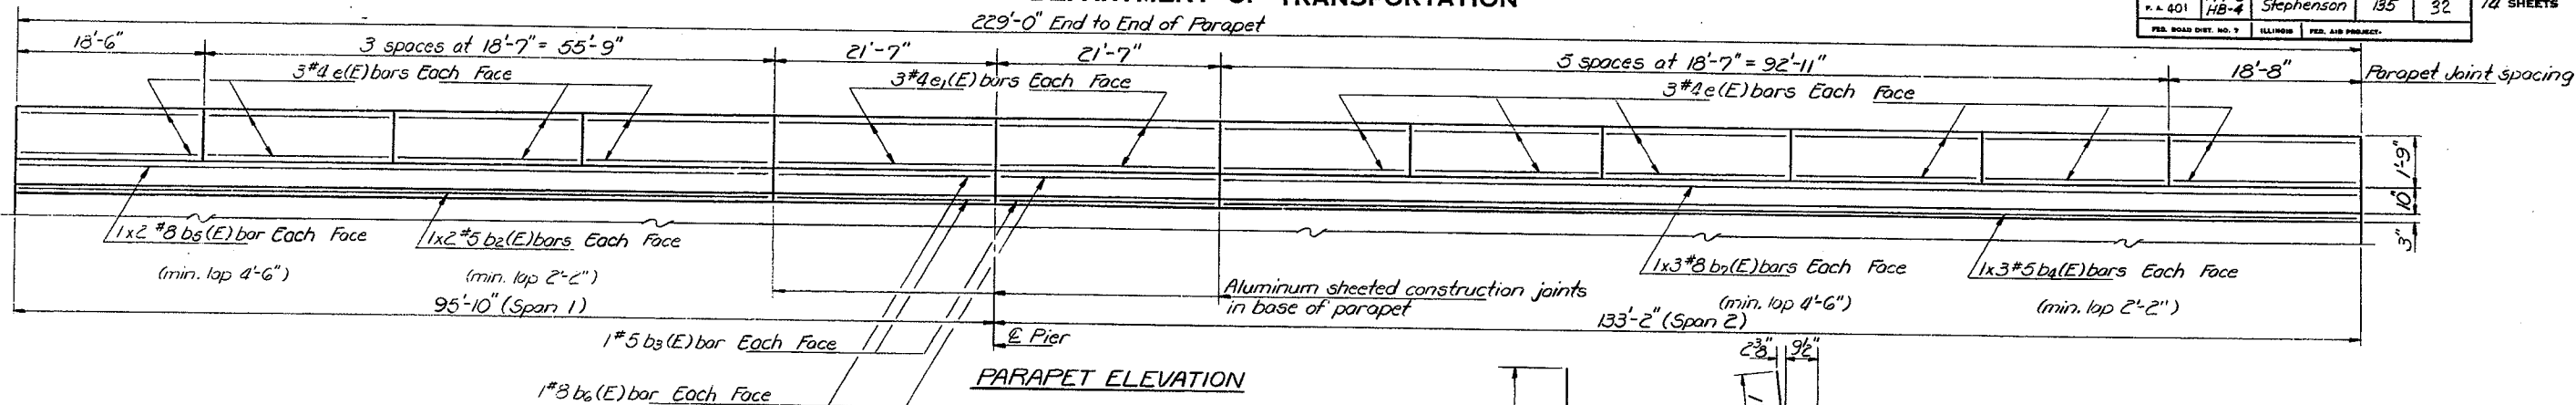 DEPARTMENT OF TRANSPORTATION
F.A. 401 HB-4 Stephenson 135 32 SHEETS
FED. ROAD DIST. NO. 7 ILLINOIS FED. AID PROJECT-
229'-0" End to End of Parapet
18'-6" 3 spaces at 18'-7" = 55'-9" 21'-7" 21'-7" 5 spaces at 18'-7" = 92'-11" 18'-8" Parapet Joint spacing
3#4 e(E) bars Each Face 3#4 e1(E) bars Each Face 3#4 e(E) bars Each Face
1'-9"
10"
3"
1x2 #8 b5(E) bar Each Face 1x2 #5 b2(E) bars Each Face 1x3 #8 b7(E) bars Each Face 1x3 #5 b4(E) bars Each Face
(min. lap 4'-6") (min. lap 2'-2") (min. lap 4'-6") (min. lap 2'-2")
Aluminum sheeted construction joints
in base of parapet
95'-10" (Span 1) 133'-2" (Span 2)
1#5 b3(E) bar Each Face
℄ Pier
2⅜" 9½"
PARAPET ELEVATION
1#8 b6(E) bar Each Face